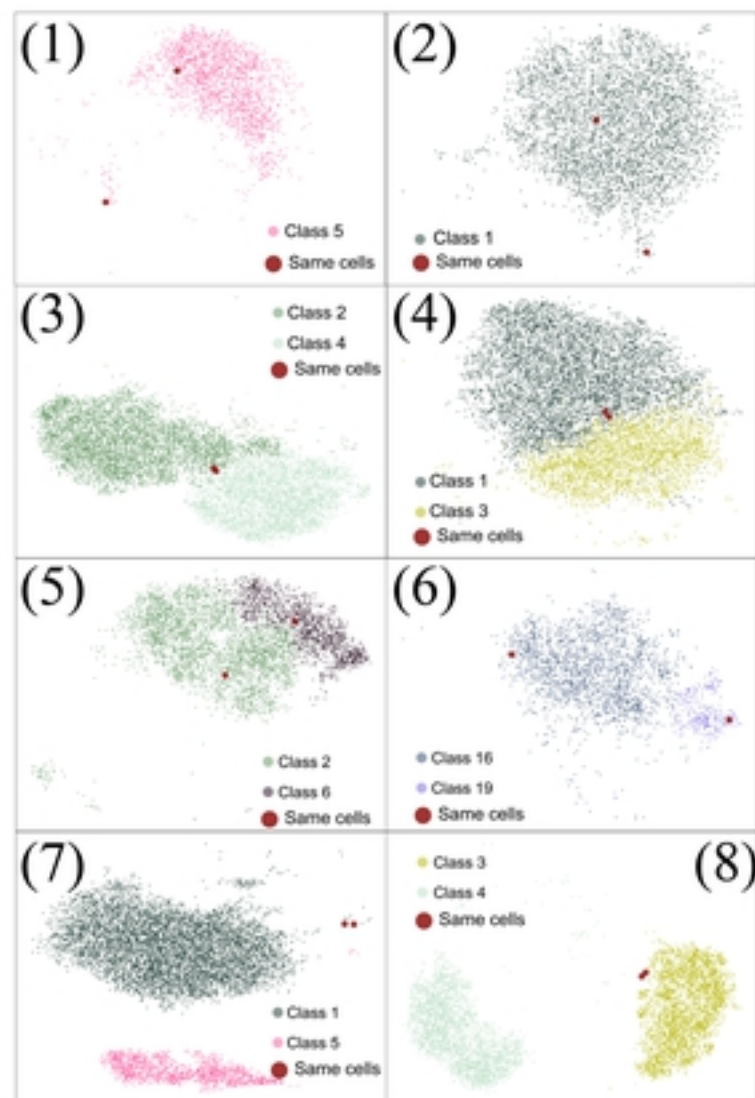 (1)
Class 5
Same cells
(2)
Class 1
Same cells
(3)
Class 2
Class 4
Same cells
(4)
Class 1
Class 3
Same cells
(5)
Class 2
Class 6
Same cells
(6)
Class 16
Class 19
Same cells
(7)
Class 1
Class 5
Same cells
(8)
Class 3
Class 4
Same cells